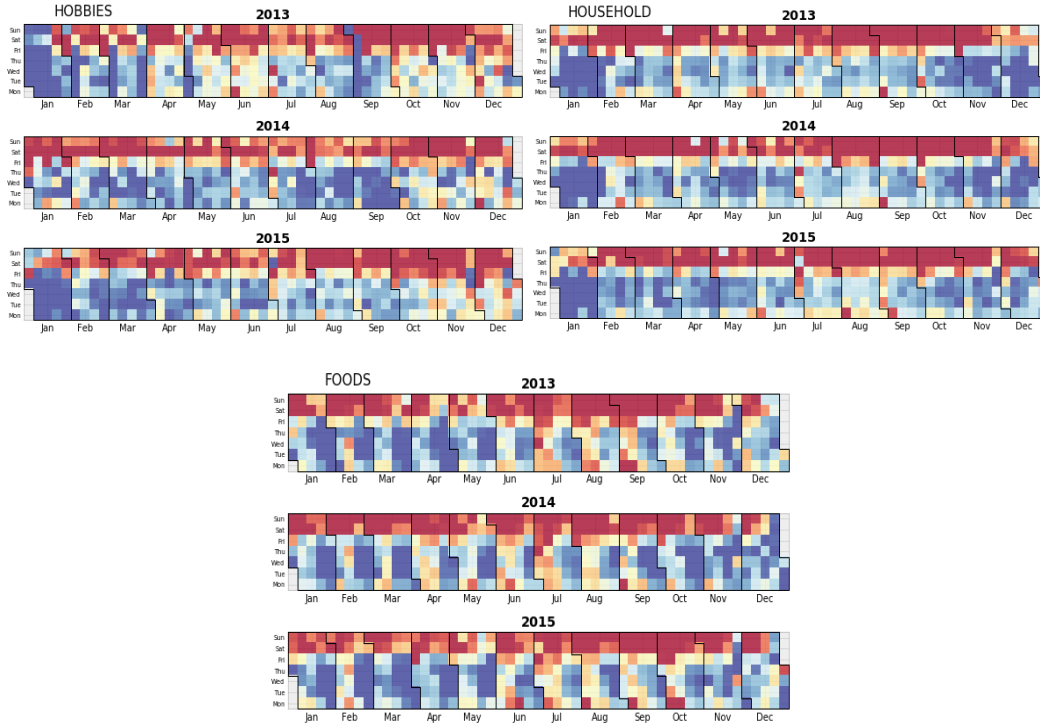 HOBBIES
2013
Sun
Sat
Fri
Thu
Wed
Tue
Mon
Jan Feb Mar Apr May Jun Jul Aug Sep Oct Nov Dec
2014
Sun
Sat
Fri
Thu
Wed
Tue
Mon
Jan Feb Mar Apr May Jun Jul Aug Sep Oct Nov Dec
2015
Sun
Sat
Fri
Thu
Wed
Tue
Mon
Jan Feb Mar Apr May Jun Jul Aug Sep Oct Nov Dec
HOUSEHOLD
2013
Sun
Sat
Fri
Thu
Wed
Tue
Mon
Jan Feb Mar Apr May Jun Jul Aug Sep Oct Nov Dec
2014
Sun
Sat
Fri
Thu
Wed
Tue
Mon
Jan Feb Mar Apr May Jun Jul Aug Sep Oct Nov Dec
2015
Sun
Sat
Fri
Thu
Wed
Tue
Mon
Jan Feb Mar Apr May Jun Jul Aug Sep Oct Nov Dec
FOODS
2013
Sun
Sat
Fri
Thu
Wed
Tue
Mon
Jan Feb Mar Apr May Jun Jul Aug Sep Oct Nov Dec
2014
Sun
Sat
Fri
Thu
Wed
Tue
Mon
Jan Feb Mar Apr May Jun Jul Aug Sep Oct Nov Dec
2015
Sun
Sat
Fri
Thu
Wed
Tue
Mon
Jan Feb Mar Apr May Jun Jul Aug Sep Oct Nov Dec